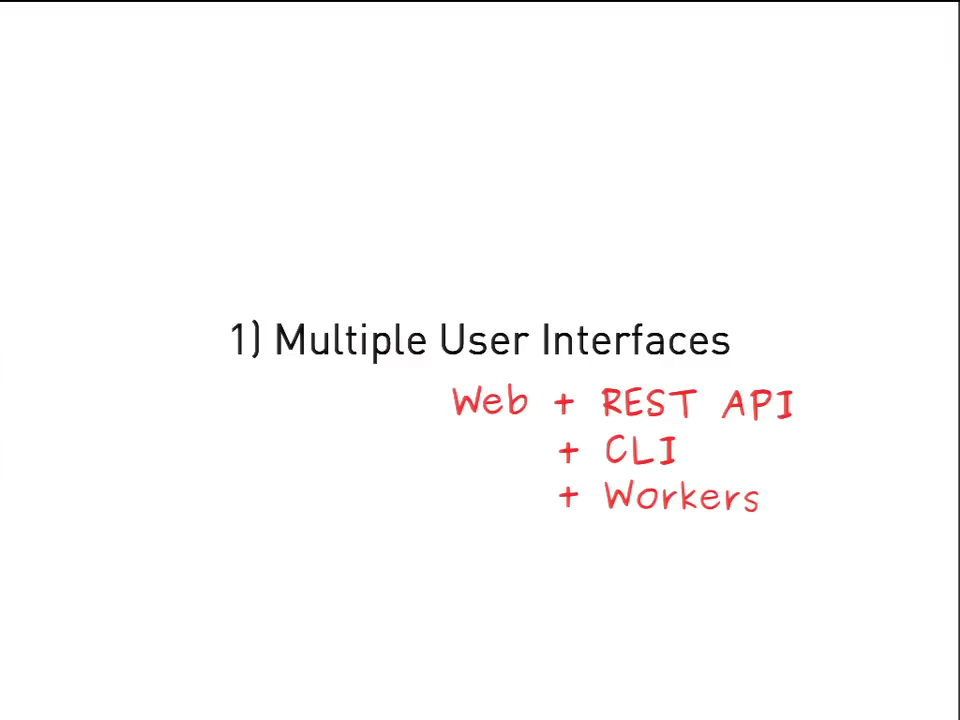 1) Multiple User Interfaces
Web + REST API
+ CLI
+ Workers